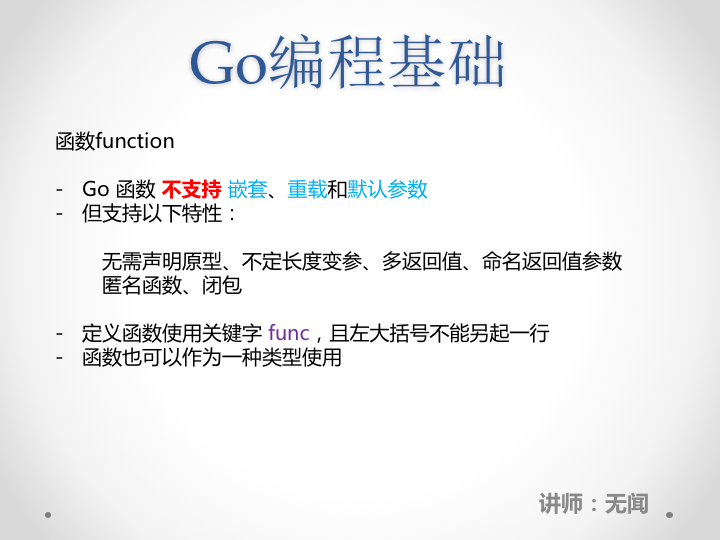 Go编程基础
函数function
- Go 函数 不支持 嵌套、重载和默认参数
- 但支持以下特性：
无需声明原型、不定长度变参、多返回值、命名返回值参数
匿名函数、闭包
- 定义函数使用关键字 func，且左大括号不能另起一行
- 函数也可以作为一种类型使用
讲师：无闻